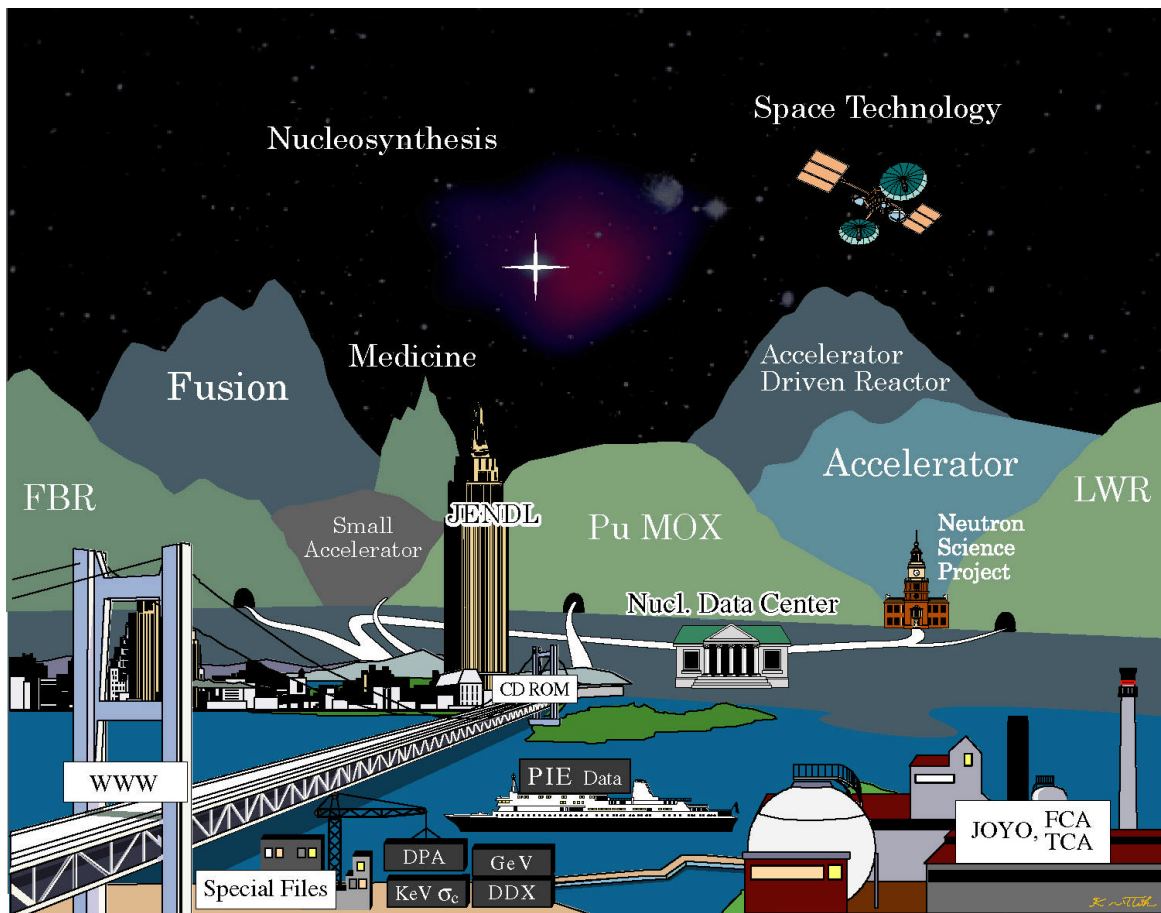 Space Technology
Nucleosynthesis
Medicine
Accelerator
Driven Reactor
Fusion
Accelerator
FBR
LWR
JENDL
Small
Accelerator
Pu MOX
Neutron
Science
Project
Nucl. Data Center
CD ROM
WWW
PIE Data
JOYO, FCA
TCA
DPA
GeV
Special Files
KeV σc
DDX